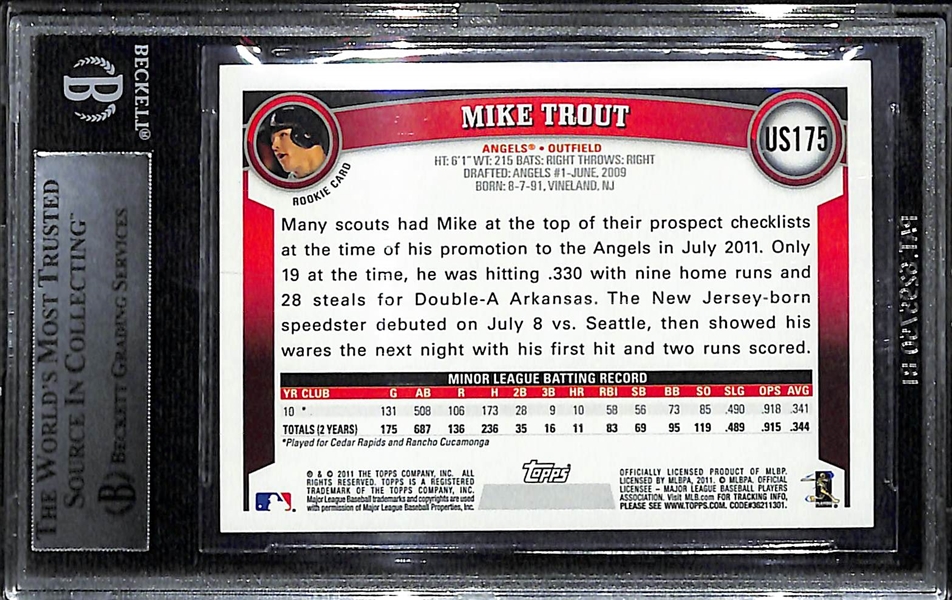 BECKETT®
B
THE WORLD'S MOST TRUSTED
SOURCE IN COLLECTING™
BECKETT GRADING SERVICES
MIKE TROUT
US175
ROOKIE CARD
ANGELS® • OUTFIELD
HT: 6'1" WT: 215 BATS: RIGHT THROWS: RIGHT
DRAFTED: ANGELS #1-JUNE, 2009
BORN: 8-7-91, VINELAND, NJ
Many scouts had Mike at the top of their prospect checklists
at the time of his promotion to the Angels in July 2011. Only
19 at the time, he was hitting .330 with nine home runs and
28 steals for Double-A Arkansas. The New Jersey-born
speedster debuted on July 8 vs. Seattle, then showed his
wares the next night with his first hit and two runs scored.
MINOR LEAGUE BATTING RECORD
YR CLUB G AB R H 2B 3B HR RBI SB BB SO SLG OPS AVG
10 * 131 508 106 173 28 9 10 58 56 73 85 .490 .918 .341
TOTALS (2 YEARS) 175 687 136 236 35 16 11 83 69 95 119 .489 .915 .344
*Played for Cedar Rapids and Rancho Cucamonga
® & © 2011 THE TOPPS COMPANY, INC. ALL
RIGHTS RESERVED. TOPPS IS A REGISTERED
TRADEMARK OF THE TOPPS COMPANY, INC.
Major League Baseball trademarks and copyrights are used
with permission of Major League Baseball Properties, Inc.
Topps
OFFICIALLY LICENSED PRODUCT OF MLBP.
LICENSED BY MLBPA, 2011. © MLBPA. OFFICIAL
LICENSEE - MAJOR LEAGUE BASEBALL PLAYERS
ASSOCIATION. Visit MLB.com FOR TRACKING INFO,
PLEASE SEE WWW.TOPPS.COM. CODE#36211301.